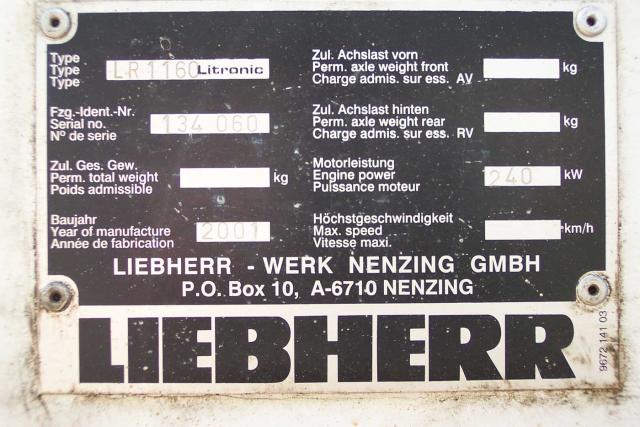 Type
Type LR1160 Litronic
Type
Fzg.-Ident.-Nr.
Serial no. 134 060
N° de serie
Zul. Ges. Gew.
Perm. total weight kg
Poids admissible
Baujahr
Year of manufacture 2001
Année de fabrication
Zul. Achslast vorn
Perm. axle weight front kg
Charge admis. sur ess. AV
Zul. Achslast hinten
Perm. axle weight rear kg
Charge admis. sur ess. RV
Motorleistung
Engine power 240 kW
Puissance moteur
Höchstgeschwindigkeit
Max. speed km/h
Vitesse maxi.
LIEBHERR - WERK NENZING GMBH
P.O. Box 10, A-6710 NENZING
LIEBHERR
9672 141 03